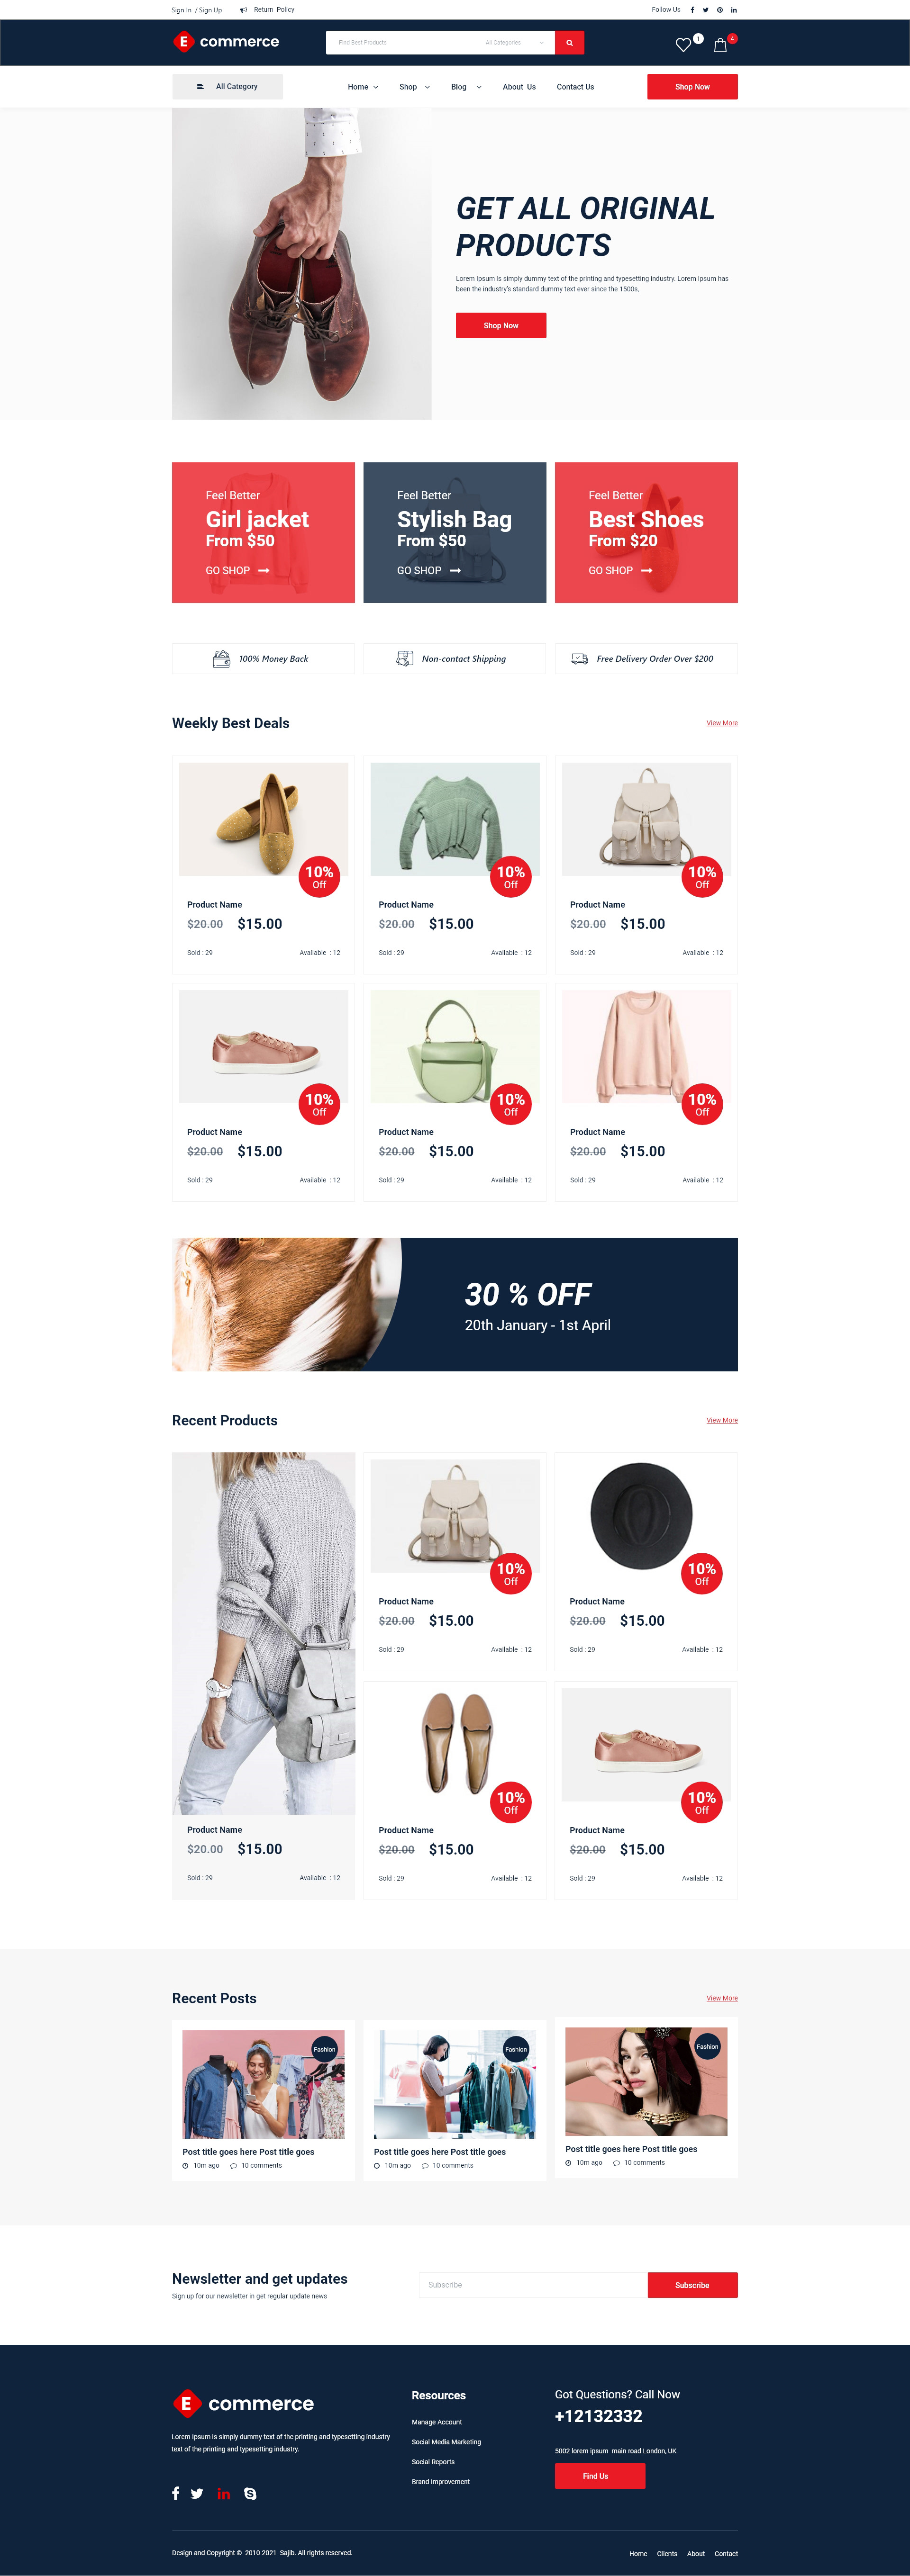 Sign In / Sign Up
Return Policy
Follow Us
E commerce
Find Best Products
All Categories
1
4
All Category
Home
Shop
Blog
About Us
Contact Us
Shop Now
GET ALL ORIGINAL
PRODUCTS
Lorem Ipsum is simply dummy text of the printing and typesetting industry. Lorem Ipsum has
been the industry's standard dummy text ever since the 1500s,
Shop Now
Feel Better
Girl jacket
From $50
GO SHOP
Feel Better
Stylish Bag
From $50
GO SHOP
Feel Better
Best Shoes
From $20
GO SHOP
100% Money Back
Non-contact Shipping
Free Delivery Order Over $200
Weekly Best Deals
View More
10%
Off
Product Name
$20.00 $15.00
Sold : 29 Available : 12
10%
Off
Product Name
$20.00 $15.00
Sold : 29 Available : 12
10%
Off
Product Name
$20.00 $15.00
Sold : 29 Available : 12
10%
Off
Product Name
$20.00 $15.00
Sold : 29 Available : 12
10%
Off
Product Name
$20.00 $15.00
Sold : 29 Available : 12
10%
Off
Product Name
$20.00 $15.00
Sold : 29 Available : 12
30 % OFF
20th January - 1st April
Recent Products
View More
Product Name
$20.00 $15.00
Sold : 29 Available : 12
10%
Off
Product Name
$20.00 $15.00
Sold : 29 Available : 12
10%
Off
Product Name
$20.00 $15.00
Sold : 29 Available : 12
10%
Off
Product Name
$20.00 $15.00
Sold : 29 Available : 12
10%
Off
Product Name
$20.00 $15.00
Sold : 29 Available : 12
Recent Posts
View More
Fashion
Post title goes here Post title goes
10m ago 10 comments
Fashion
Post title goes here Post title goes
10m ago 10 comments
Fashion
Post title goes here Post title goes
10m ago 10 comments
Newsletter and get updates
Sign up for our newsletter in get regular update news
Subscribe
Subscribe
E commerce
Lorem Ipsum is simply dummy text of the printing and typesetting industry
text of the printing and typesetting industry.
Resources
Manage Account
Social Media Marketing
Social Reports
Brand Improvement
Got Questions? Call Now
+12132332
5002 lorem ipsum main road London, UK
Find Us
Design and Copyright © 2010-2021 Sajib. All rights reserved.
Home Clients About Contact